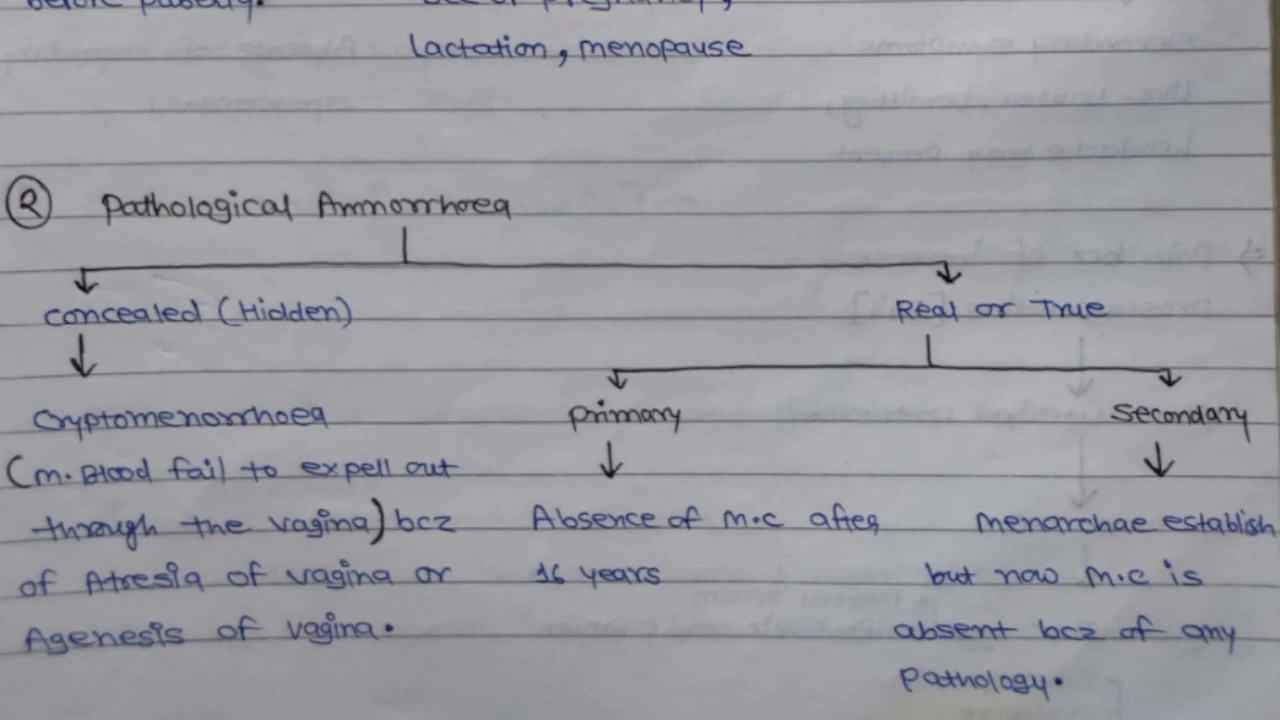 before puberty.
lactation, menopause
② Pathological Ammorrhoea
Concealed (Hidden)
Real or True
Cryptomenorrhoea
(m. Blood fail to expell out
through the vagina) bcz
of Atresia of vagina or
Agenesis of vagina.
Primary
Absence of m.c after
16 years
Secondary
Menarchae establish
but now m.c is
absent bcz of any
pathology.